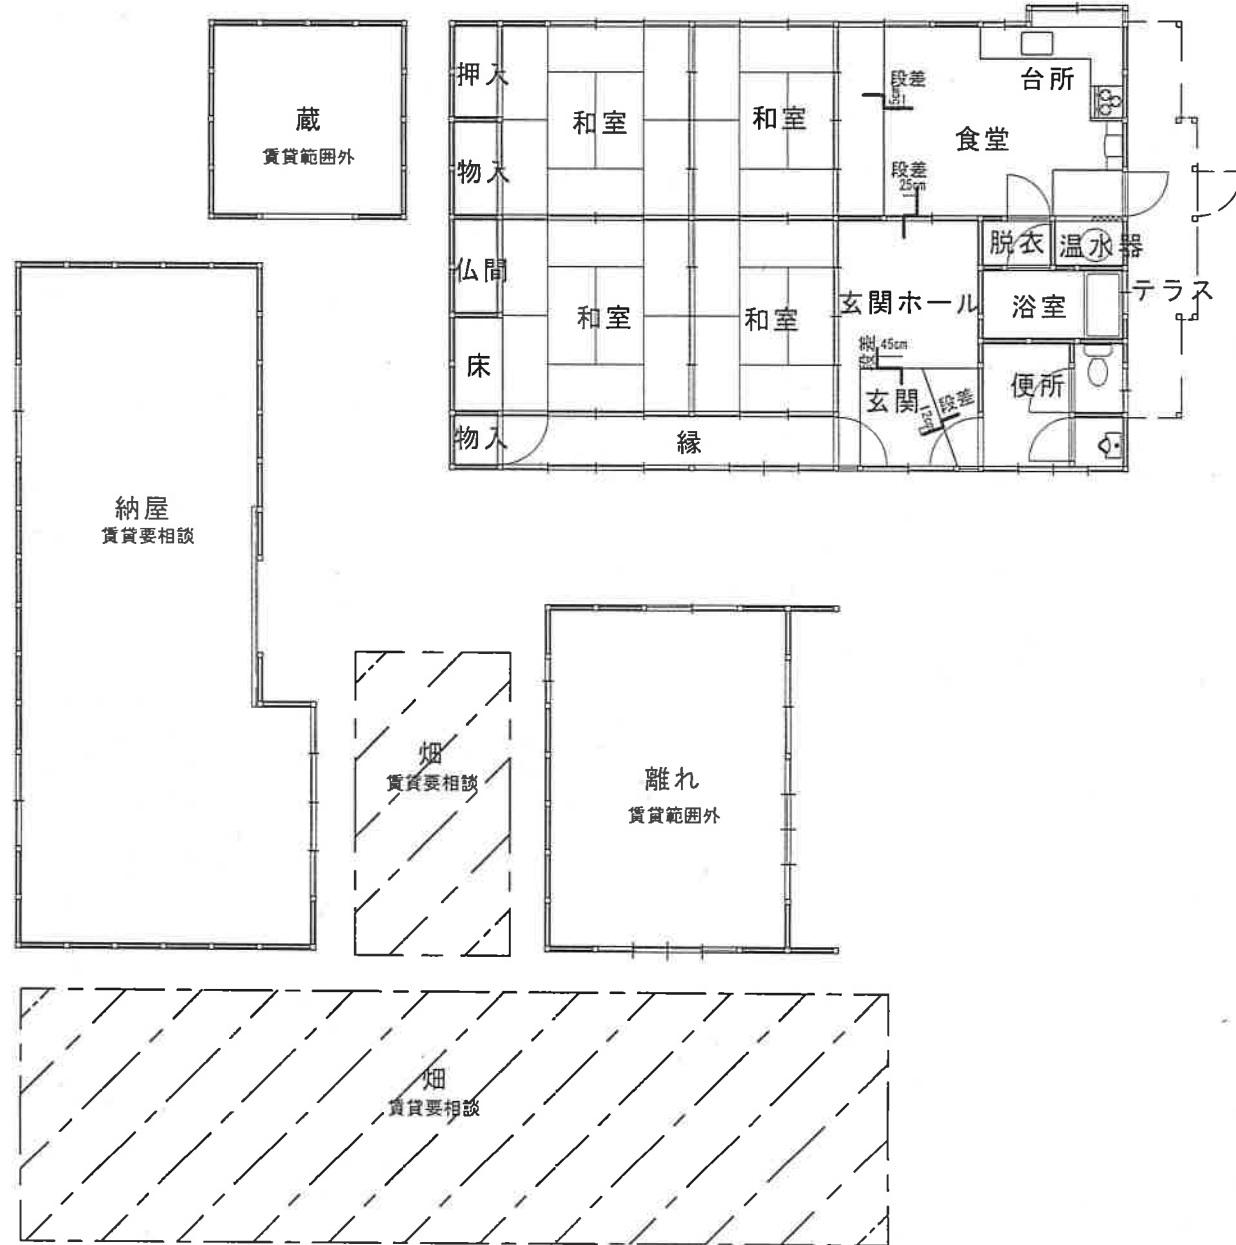 蔵
賃貸範囲外
押入
物入
仏間
床
物入
和室
和室
和室
和室
縁
段差
5cm
段差
25cm
台所
食堂
脱衣
温水器
玄関ホール
浴室
テラス
段差
45cm
玄関
段差
12cm
便所
納屋
賃貸要相談
畑
賃貸要相談
離れ
賃貸範囲外
畑
賃貸要相談